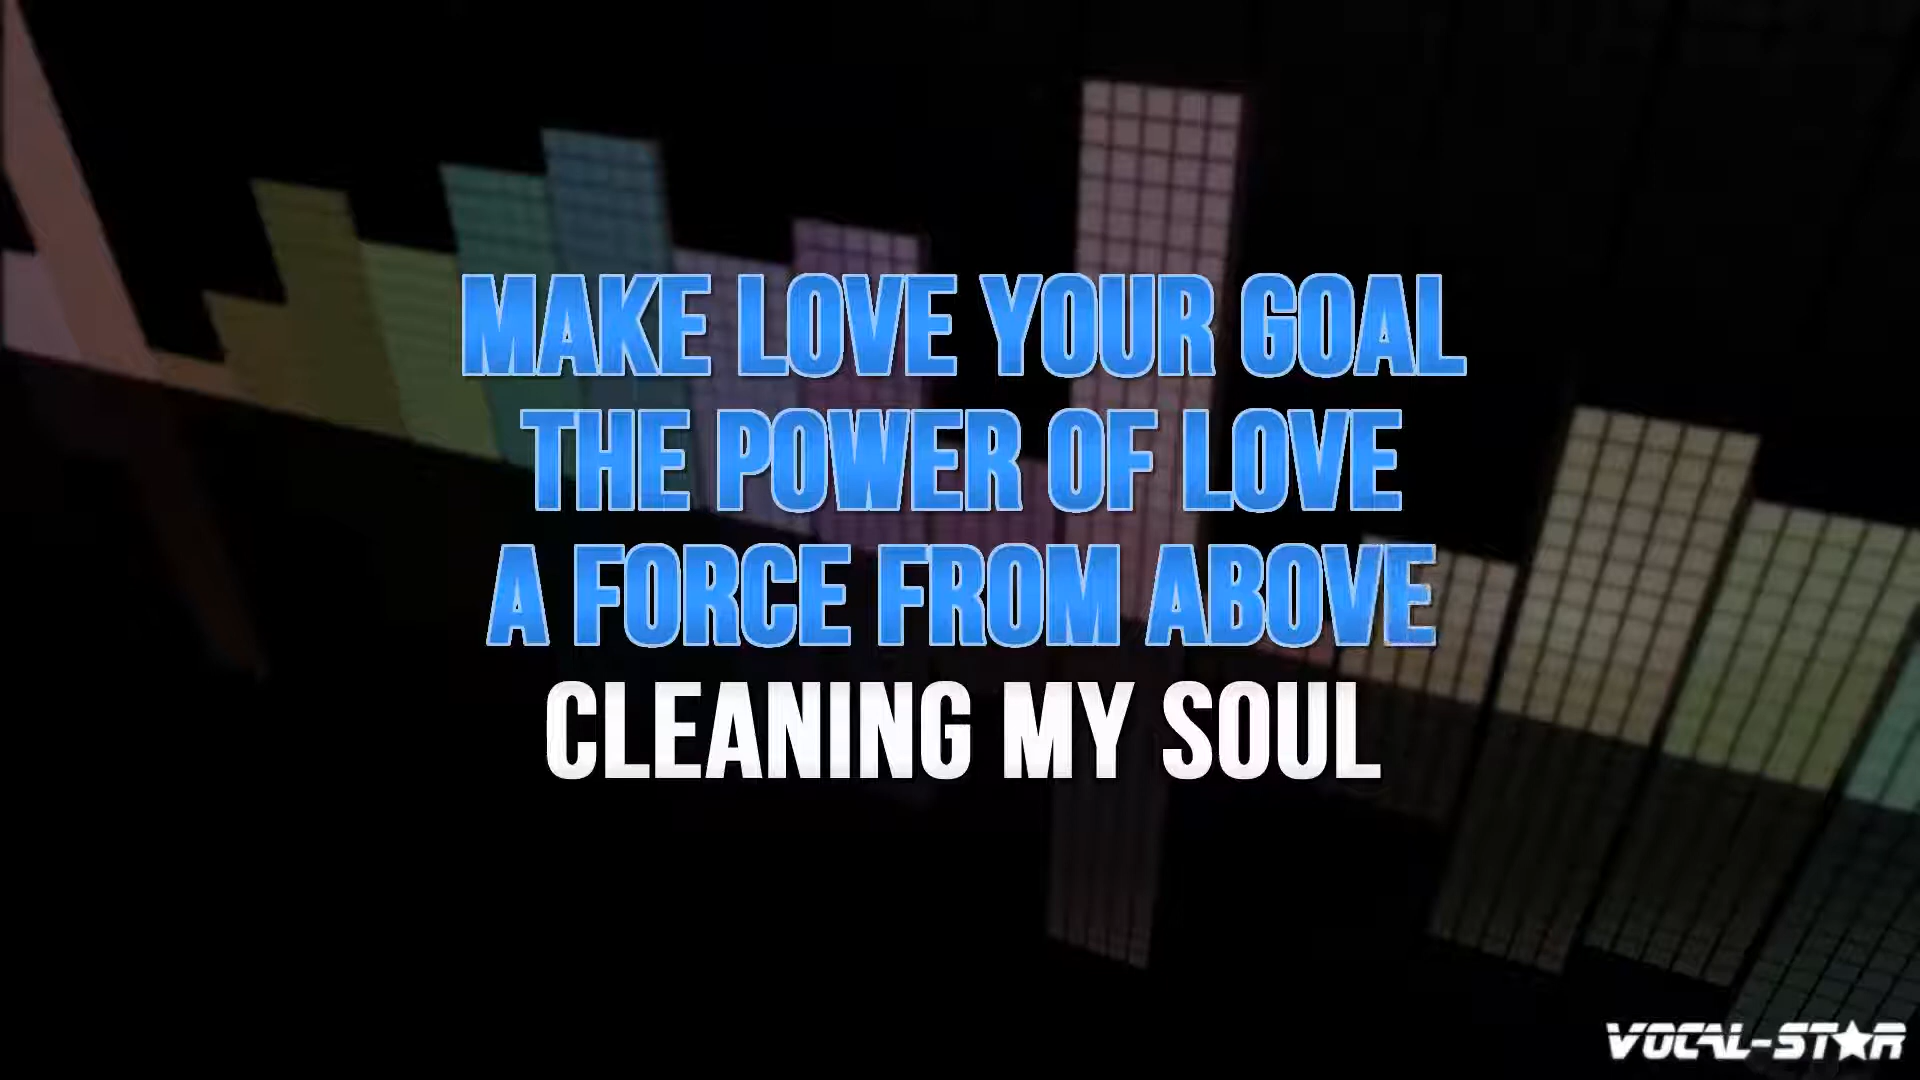 MAKE LOVE YOUR GOAL
THE POWER OF LOVE
A FORCE FROM ABOVE
CLEANING MY SOUL
VOCAL-STAR